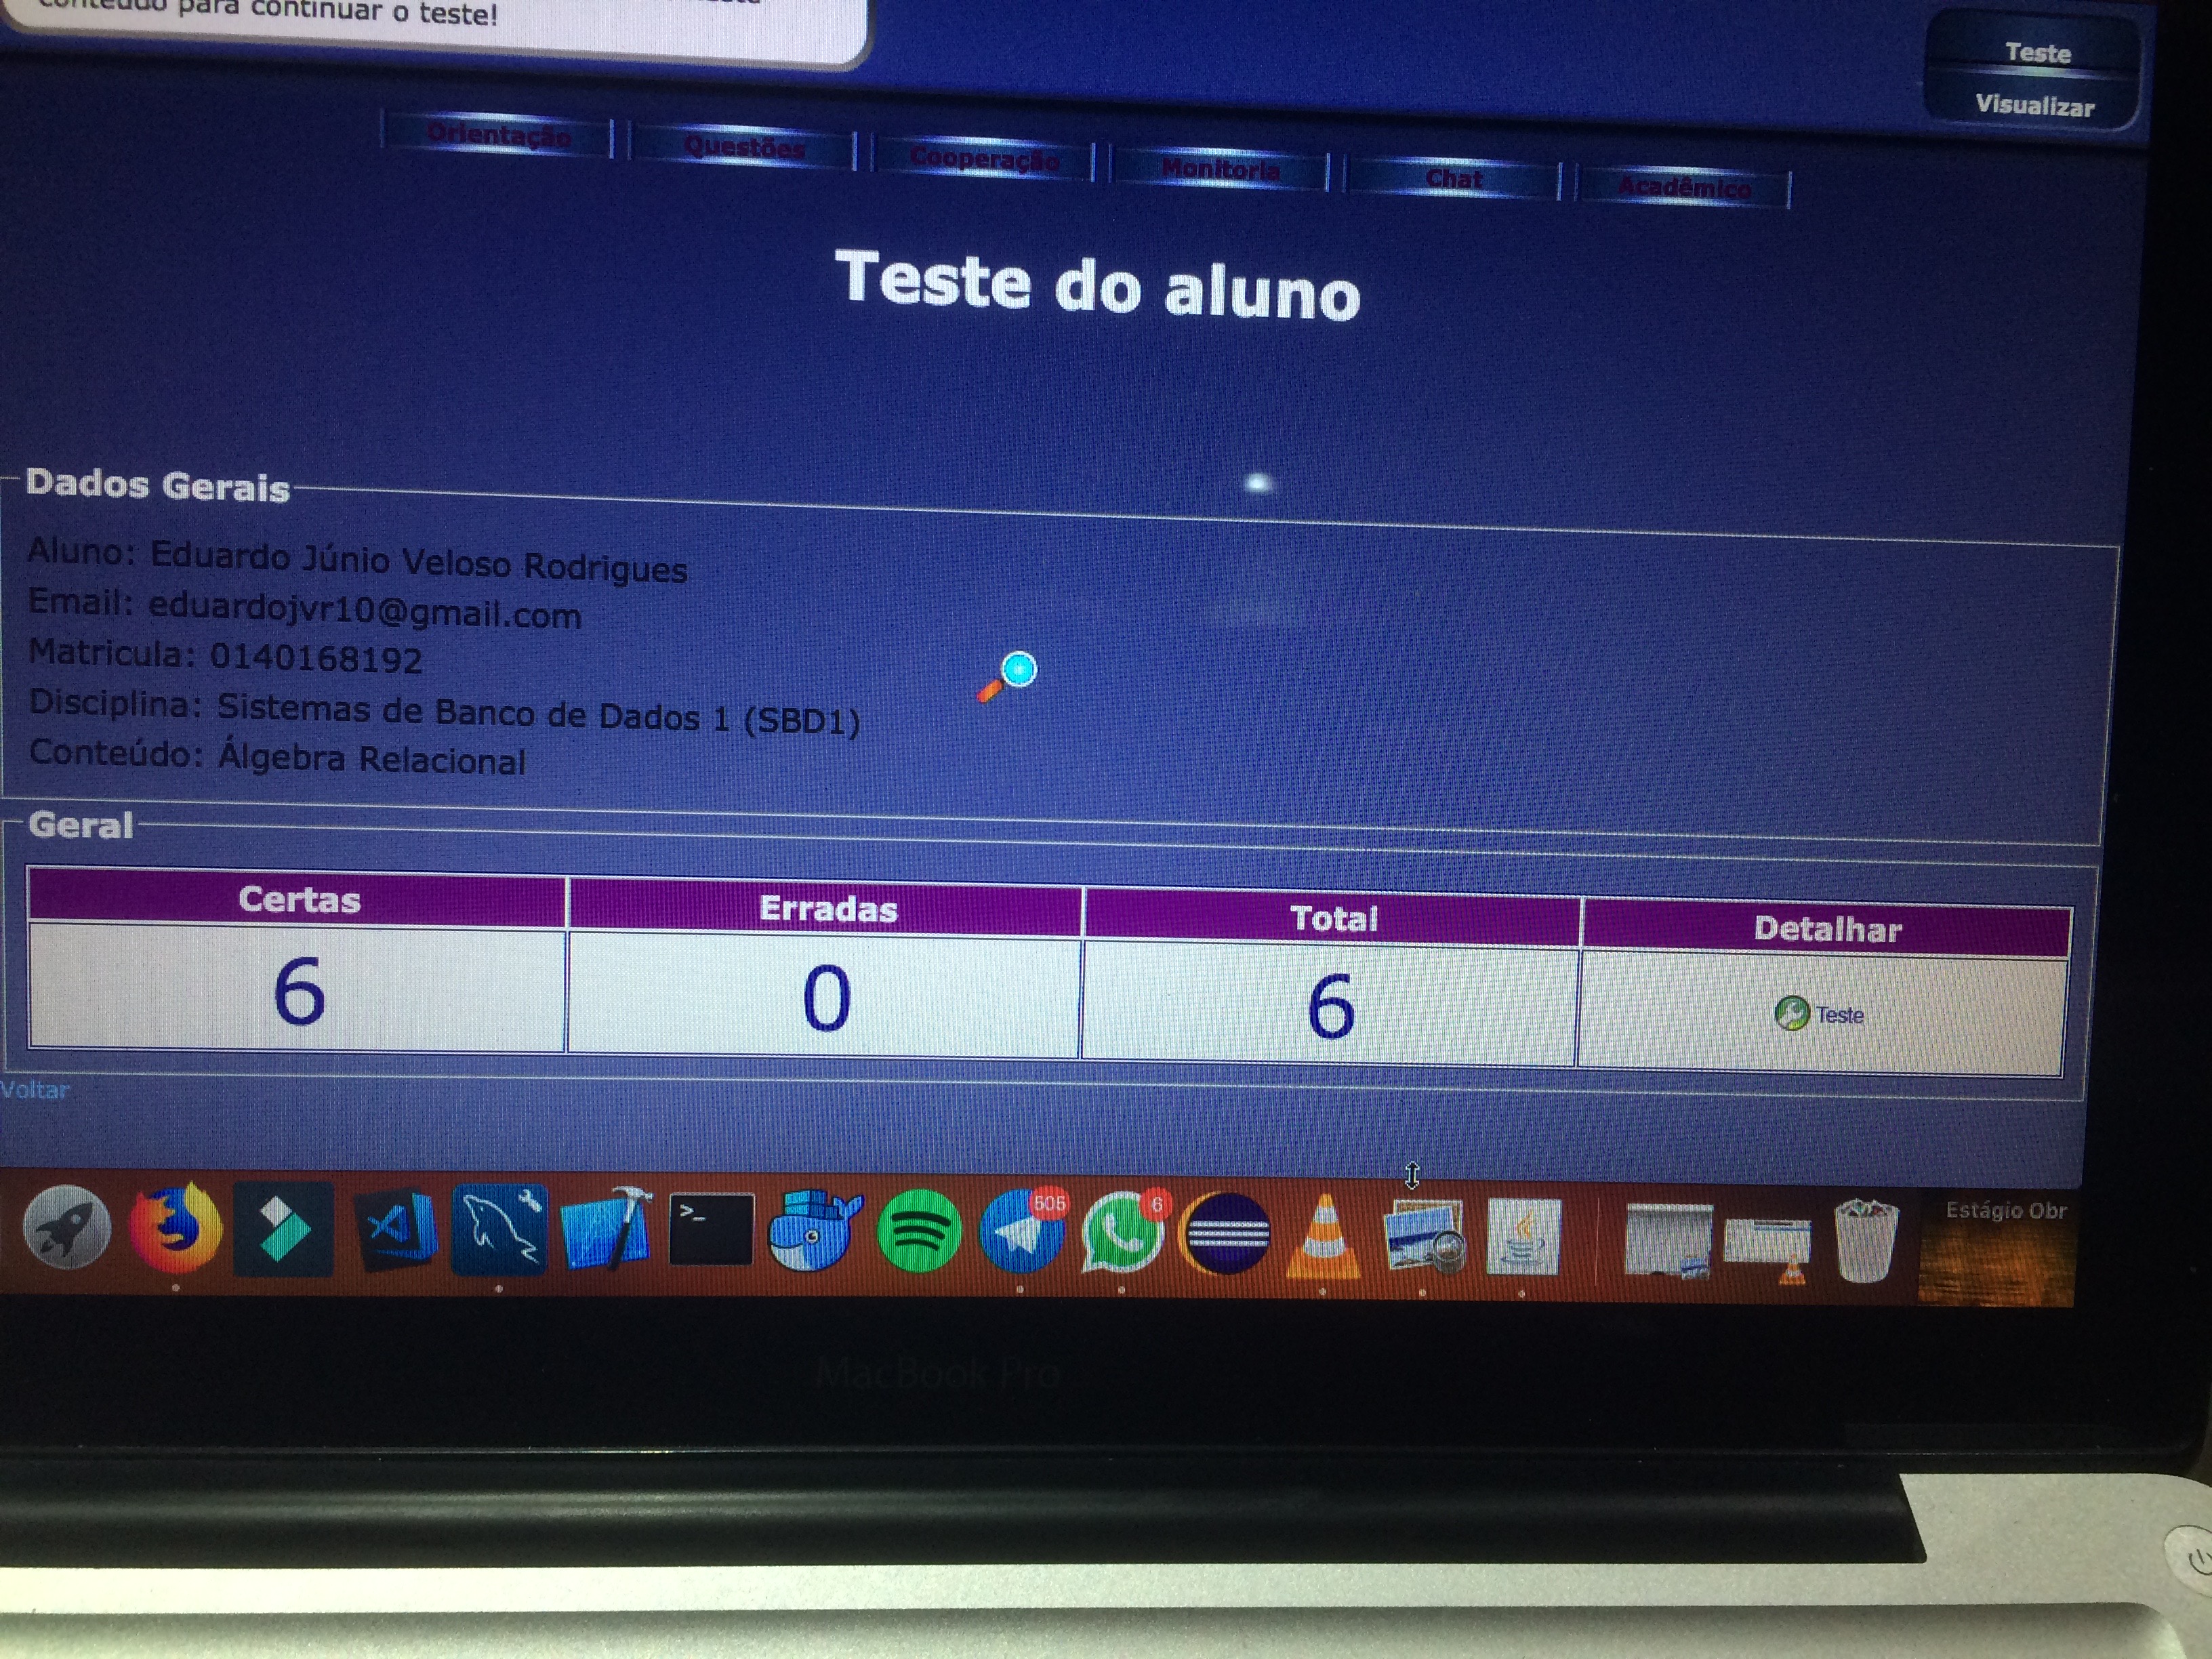 para continuar o teste!
Teste
Visualizar
Orientação Questões Cooperação Monitoria Chat Acadêmico
Teste do aluno
Dados Gerais
Aluno: Eduardo Júnio Veloso Rodrigues
Email: eduardojvr10@gmail.com
Matricula: 0140168192
Disciplina: Sistemas de Banco de Dados 1 (SBD1)
Conteúdo: Álgebra Relacional
Geral
Certas Erradas Total Detalhar
6 0 6 Teste
Voltar
505 6
>_
Estágio Obr
MacBook Pro